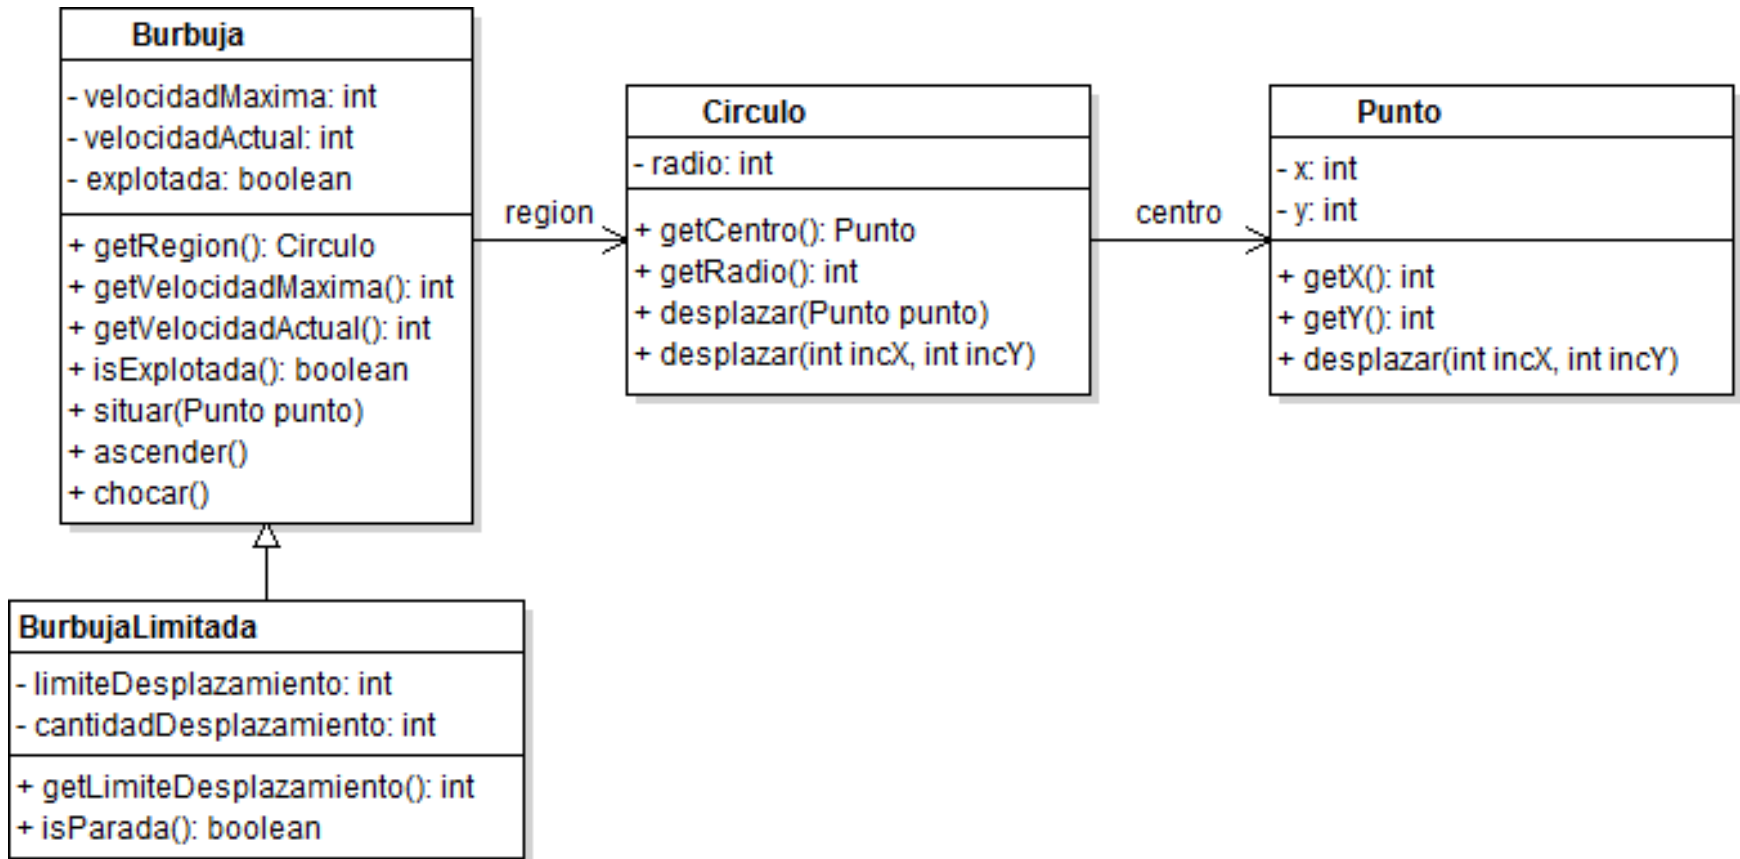 Burbuja
- velocidadMaxima: int
- velocidadActual: int
- explotada: boolean
+ getRegion(): Circulo
+ getVelocidadMaxima(): int
+ getVelocidadActual(): int
+ isExplotada(): boolean
+ situar(Punto punto)
+ ascender()
+ chocar()
region
Circulo
- radio: int
+ getCentro(): Punto
+ getRadio(): int
+ desplazar(Punto punto)
+ desplazar(int incX, int incY)
centro
Punto
- x: int
- y: int
+ getX(): int
+ getY(): int
+ desplazar(int incX, int incY)
BurbujaLimitada
- limiteDesplazamiento: int
- cantidadDesplazamiento: int
+ getLimiteDesplazamiento(): int
+ isParada(): boolean